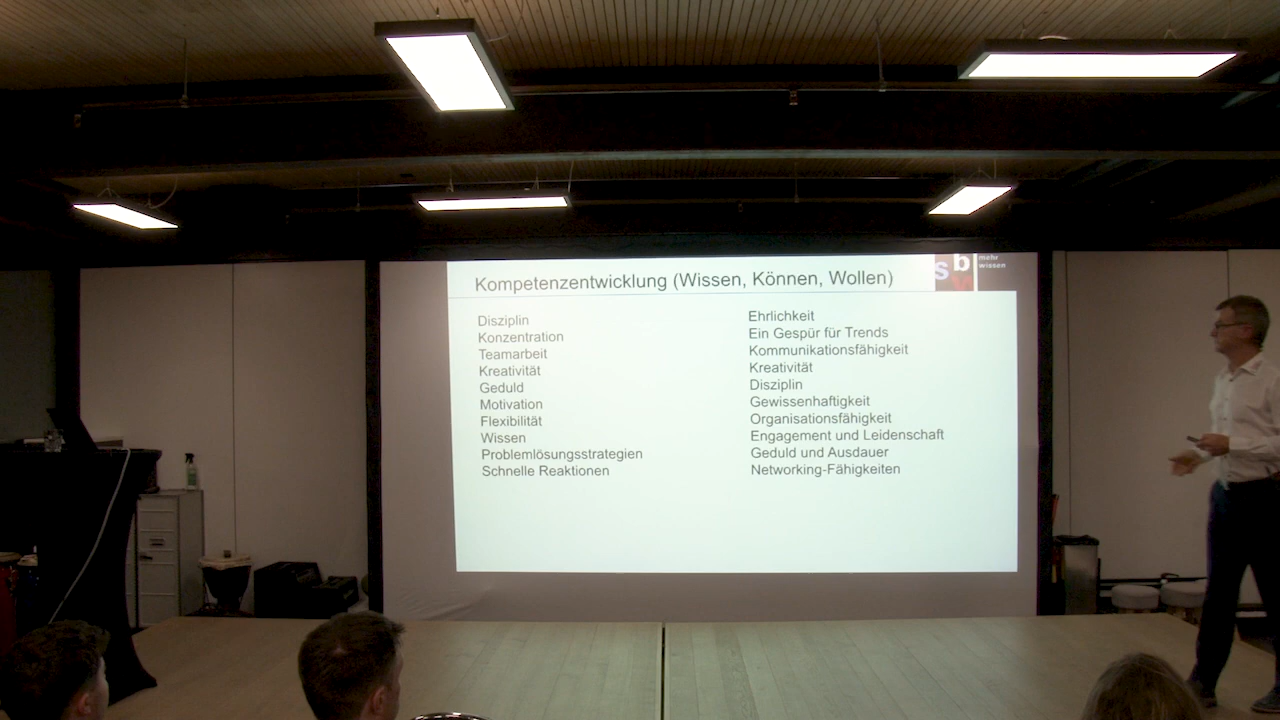 Kompetenzentwicklung (Wissen, Können, Wollen)
sbw
mehr
wissen
Disziplin
Konzentration
Teamarbeit
Kreativität
Geduld
Motivation
Flexibilität
Wissen
Problemlösungsstrategien
Schnelle Reaktionen
Ehrlichkeit
Ein Gespür für Trends
Kommunikationsfähigkeit
Kreativität
Disziplin
Gewissenhaftigkeit
Organisationsfähigkeit
Engagement und Leidenschaft
Geduld und Ausdauer
Networking-Fähigkeiten